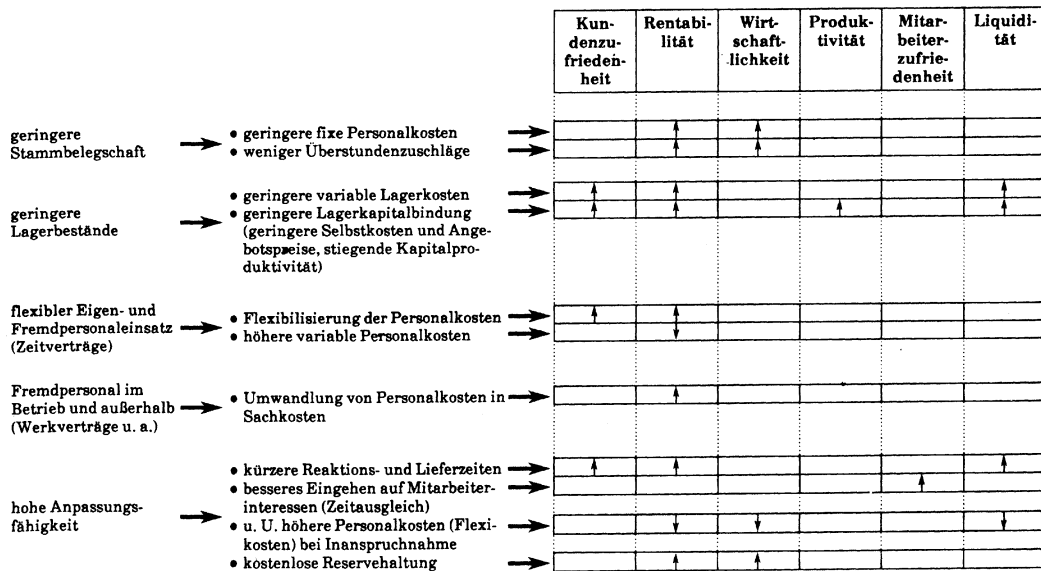 Kun-
denzu-
frieden-
heit
Rentabi-
lität
Wirt-
schaft-
lichkeit
Produk-
tivität
Mitar-
beiter-
zufrie-
denheit
Liquidi-
tät
geringere
Stammbelegschaft
• geringere fixe Personalkosten
• weniger Überstundenzuschläge
geringere
Lagerbestände
• geringere variable Lagerkosten
• geringere Lagerkapitalbindung
(geringere Selbstkosten und Ange-
botspreise, stiegende Kapitalpro-
duktivität)
flexibler Eigen- und
Fremdpersonaleinsatz
(Zeitverträge)
• Flexibilisierung der Personalkosten
• höhere variable Personalkosten
Fremdpersonal im
Betrieb und außerhalb
(Werkverträge u. a.)
• Umwandlung von Personalkosten in
Sachkosten
hohe Anpassungs-
fähigkeit
• kürzere Reaktions- und Lieferzeiten
• besseres Eingehen auf Mitarbeiter-
interessen (Zeitausgleich)
• u. U. höhere Personalkosten (Flexi-
kosten) bei Inanspruchnahme
• kostenlose Reservehaltung